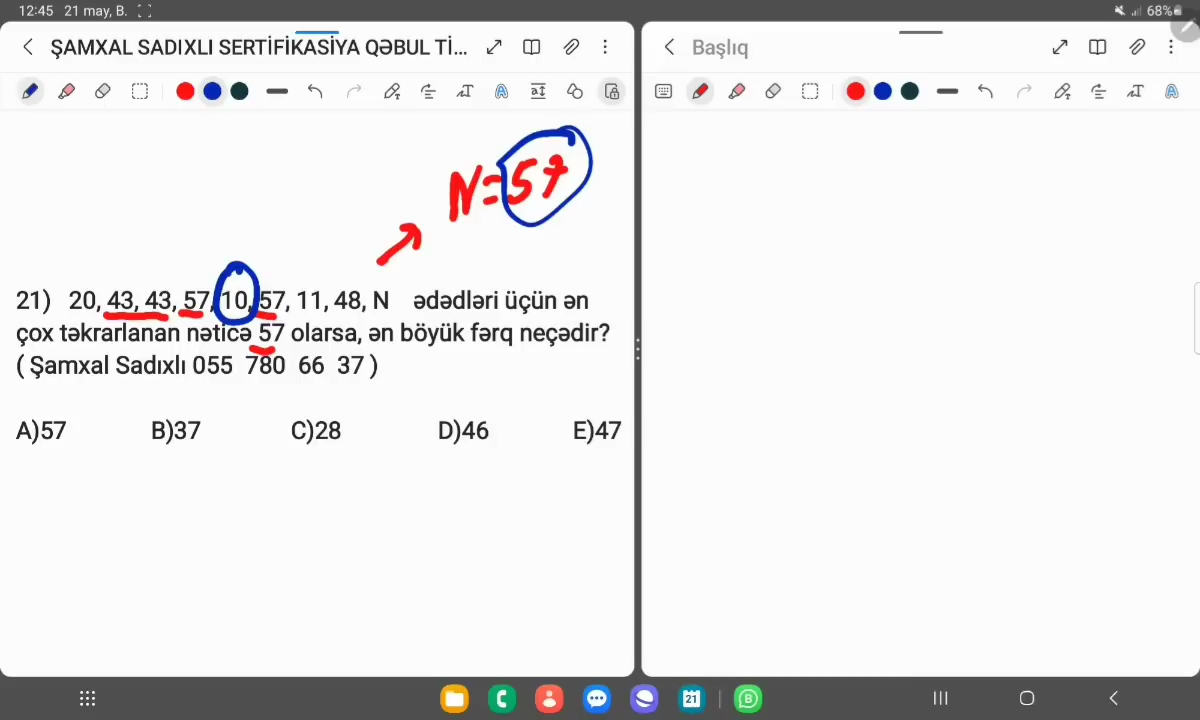 12:45 21 may, B. 68%
ŞAMXAL SADIXLI SERTİFİKASİYA QƏBUL Tİ...
Başlıq
N=57
21) 20, 43, 43, 57, 10, 57, 11, 48, N ədədləri üçün ən
çox təkrarlanan nəticə 57 olarsa, ən böyük fərq neçədir?
( Şamxal Sadıxlı 055 780 66 37 )
A)57 B)37 C)28 D)46 E)47
21